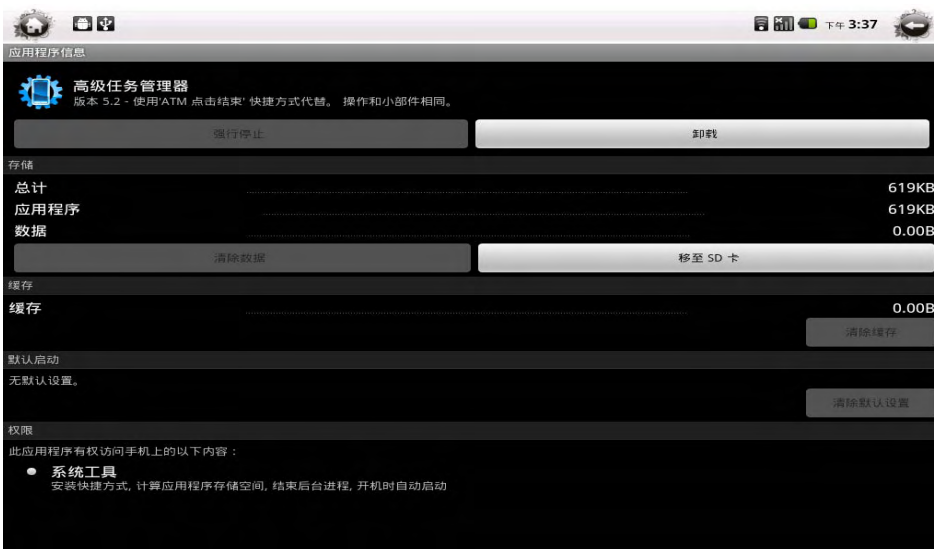 下午 3:37
应用程序信息
高级任务管理器
版本 5.2 - 使用'ATM 点击结束' 快捷方式代替。 操作和小部件相同。
强行停止 卸载
存储
总计 619KB
应用程序 619KB
数据 0.00B
清除数据 移至 SD 卡
缓存
缓存 0.00B
清除缓存
默认启动
无默认设置。
清除默认设置
权限
此应用程序有权访问手机上的以下内容：
系统工具
安装快捷方式, 计算应用程序存储空间, 结束后台进程, 开机时自动启动